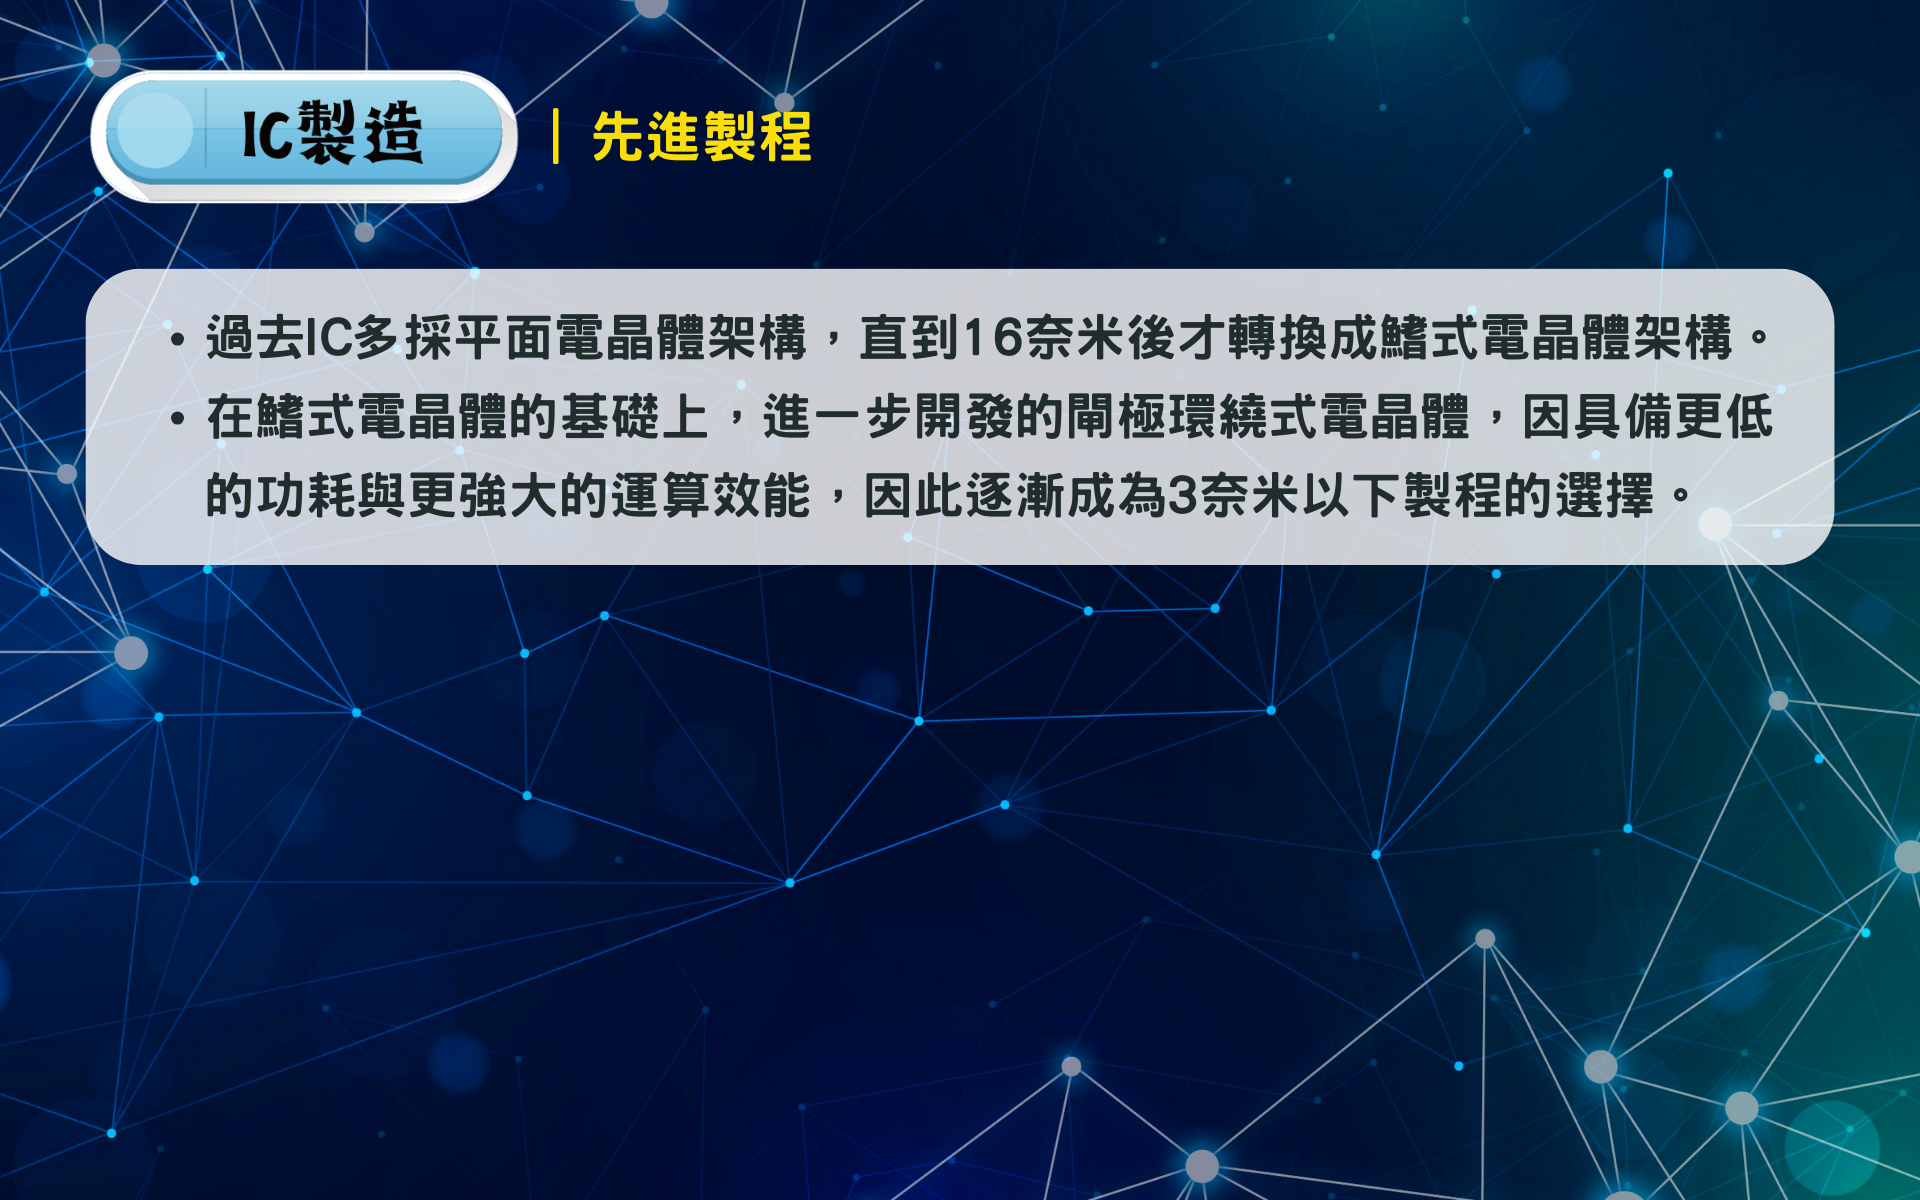 IC製造
| 先進製程
• 過去IC多採平面電晶體架構，直到16奈米後才轉換成鰭式電晶體架構。
• 在鰭式電晶體的基礎上，進一步開發的閘極環繞式電晶體，因具備更低
的功耗與更強大的運算效能，因此逐漸成為3奈米以下製程的選擇。